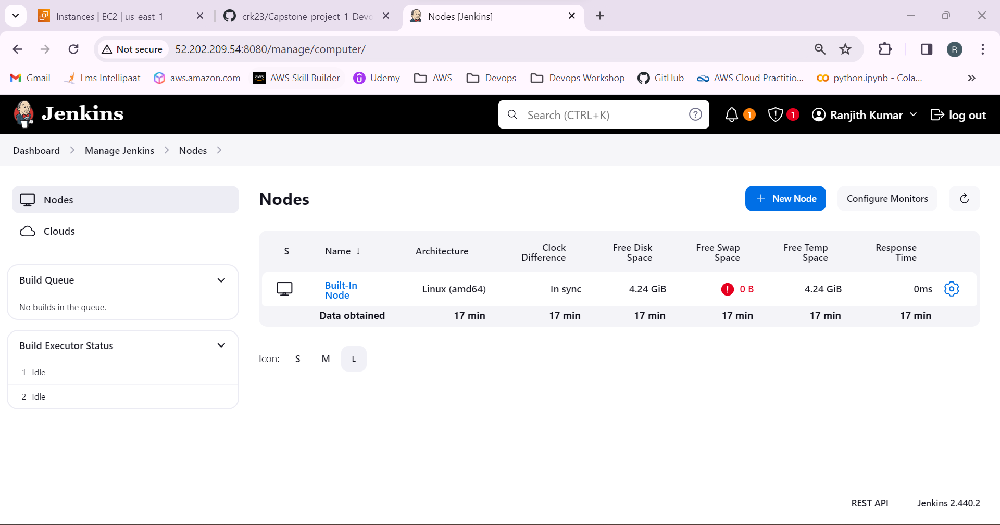 Instances | EC2 | us-east-1
crk23/Capstone-project-1-Devo
Nodes [Jenkins]
Not secure
52.202.209.54:8080/manage/computer/
R
Gmail
Lms Intellipaat
aws.amazon.com
aws
AWS Skill Builder
Udemy
AWS
Devops
Devops Workshop
GitHub
AWS Cloud Practitio...
python.ipynb - Cola...
Jenkins
Search (CTRL+K)
1
1
Ranjith Kumar
log out
Dashboard
Manage Jenkins
Nodes
Nodes
Clouds
Build Queue
No builds in the queue.
Build Executor Status
1 Idle
2 Idle
Nodes
New Node
Configure Monitors
S
Name ↓
Architecture
Clock
Difference
Free Disk
Space
Free Swap
Space
Free Temp
Space
Response
Time
Built-In
Node
Linux (amd64)
In sync
4.24 GiB
0 B
4.24 GiB
0ms
Data obtained
17 min
17 min
17 min
17 min
17 min
17 min
Icon:
S
M
L
REST API
Jenkins 2.440.2